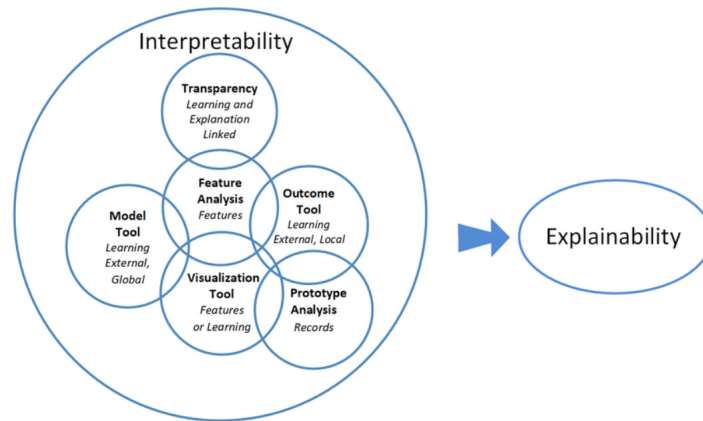 Interpretability
Transparency
Learning and
Explanation
Linked
Feature
Analysis
Features
Outcome
Tool
Learning
External, Local
Model
Tool
Learning
External,
Global
Visualization
Tool
Features
or Learning
Prototype
Analysis
Records
Explainability